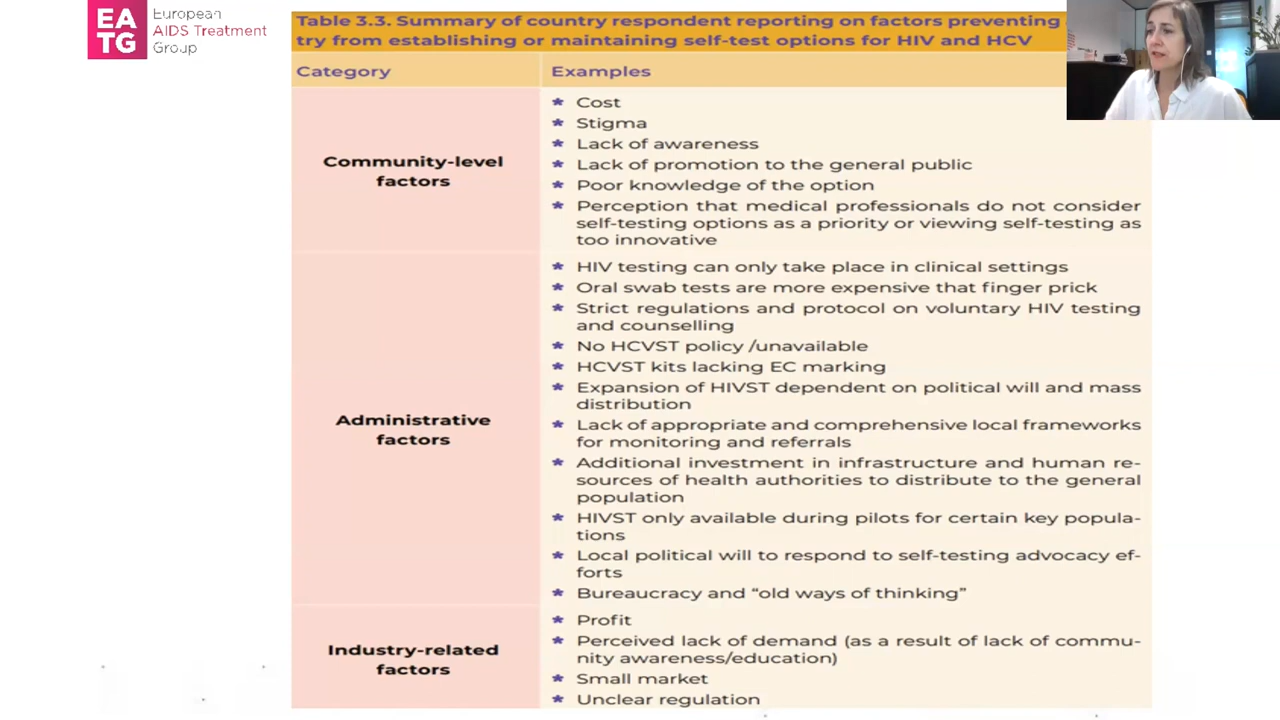 EA
TG
European
AIDS Treatment
Group
Table 3.3. Summary of country respondent reporting on factors preventing
try from establishing or maintaining self-test options for HIV and HCV
Category
Examples
Community-level
factors
* Cost
* Stigma
* Lack of awareness
* Lack of promotion to the general public
* Poor knowledge of the option
* Perception that medical professionals do not consider
self-testing options as a priority or viewing self-testing as
too innovative
Administrative
factors
* HIV testing can only take place in clinical settings
* Oral swab tests are more expensive that finger prick
* Strict regulations and protocol on voluntary HIV testing
and counselling
* No HCVST policy /unavailable
* HCVST kits lacking EC marking
* Expansion of HIVST dependent on political will and mass
distribution
* Lack of appropriate and comprehensive local frameworks
for monitoring and referrals
* Additional investment in infrastructure and human re-
sources of health authorities to distribute to the general
population
* HIVST only available during pilots for certain key popula-
tions
* Local political will to respond to self-testing advocacy ef-
forts
* Bureaucracy and “old ways of thinking”
Industry-related
factors
* Profit
* Perceived lack of demand (as a result of lack of commu-
nity awareness/education)
* Small market
* Unclear regulation